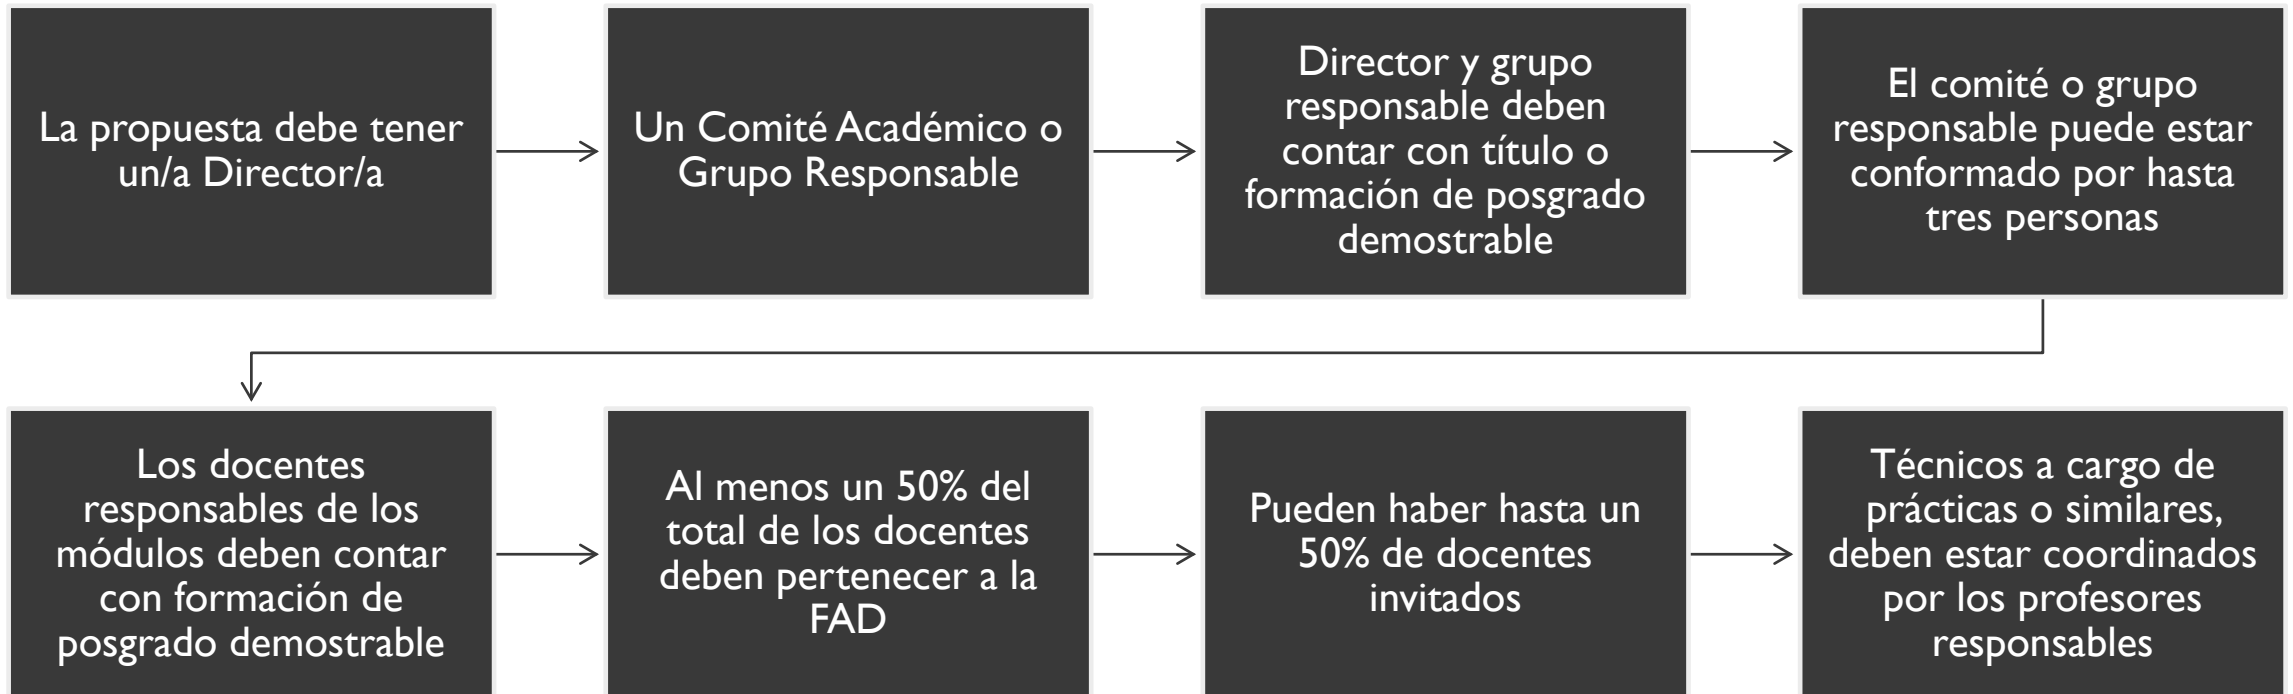 La propuesta debe tener
un/a Director/a
Un Comité Académico o
Grupo Responsable
Director y grupo
responsable deben
contar con título o
formación de posgrado
demostrable
El comité o grupo
responsable puede estar
conformado por hasta
tres personas
Los docentes
responsables de los
módulos deben contar
con formación de
posgrado demostrable
Al menos un 50% del
total de los docentes
deben pertenecer a la
FAD
Pueden haber hasta un
50% de docentes
invitados
Técnicos a cargo de
prácticas o similares,
deben estar coordinados
por los profesores
responsables